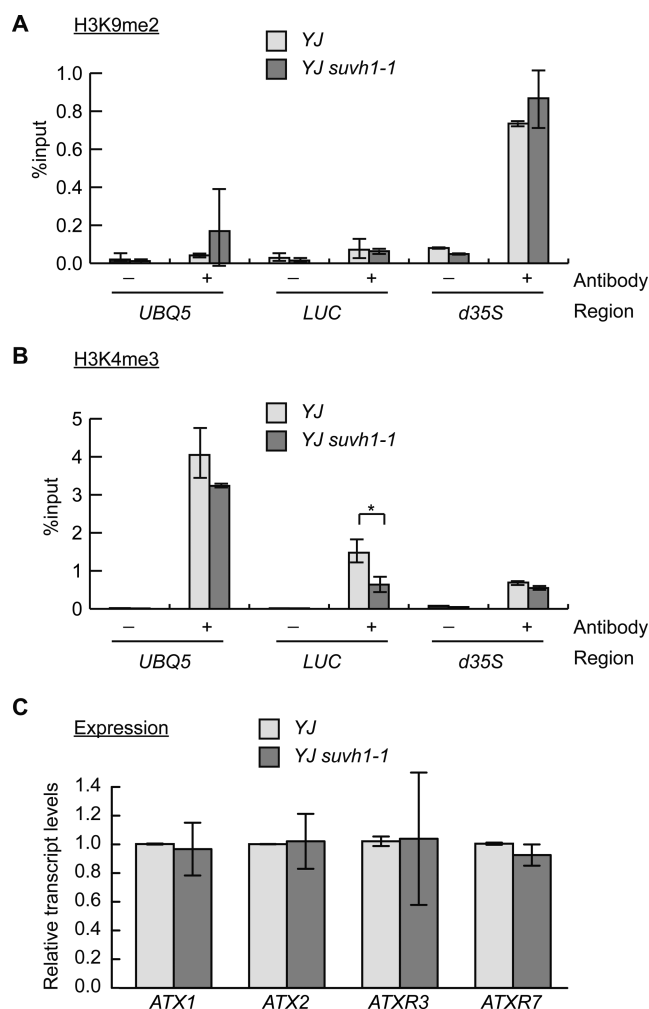 A
H3K9me2
YJ
YJ suvh1-1
1.0
0.8
0.6
0.4
0.2
0.0
%input
– + – + – + Antibody
UBQ5 LUC d35S Region
B
H3K4me3
YJ
YJ suvh1-1
5
4
3
2
1
0
%input
*
– + – + – + Antibody
UBQ5 LUC d35S Region
C
Expression
YJ
YJ suvh1-1
1.4
1.2
1.0
0.8
0.6
0.4
0.2
0.0
Relative transcript levels
ATX1 ATX2 ATXR3 ATXR7